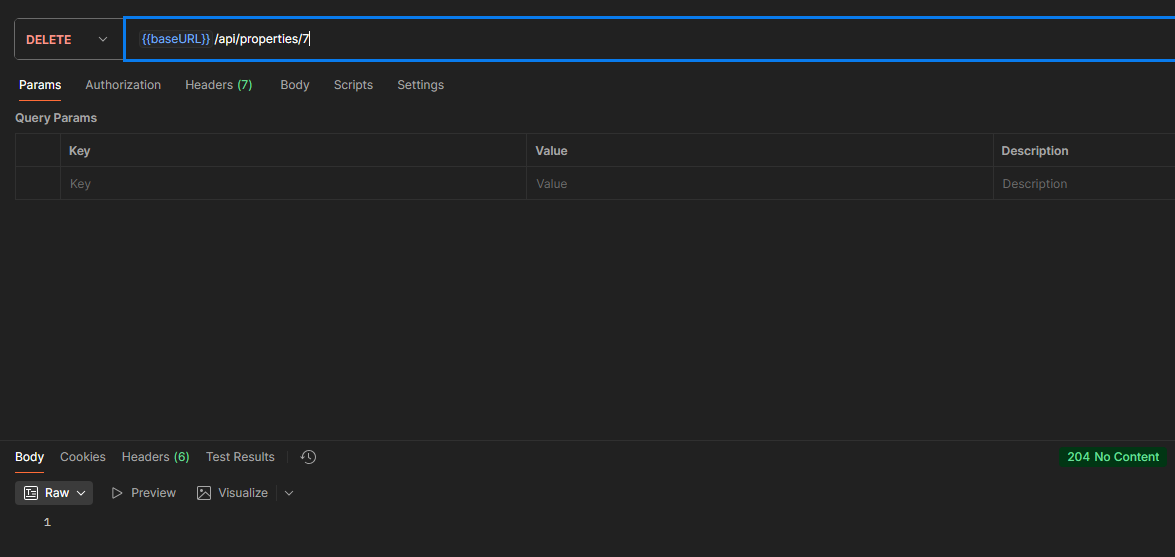 DELETE {{baseURL}} /api/properties/7
Params Authorization Headers (7) Body Scripts Settings
Query Params
Key Value Description
Key Value Description
Body Cookies Headers (6) Test Results 204 No Content
Raw Preview Visualize
1